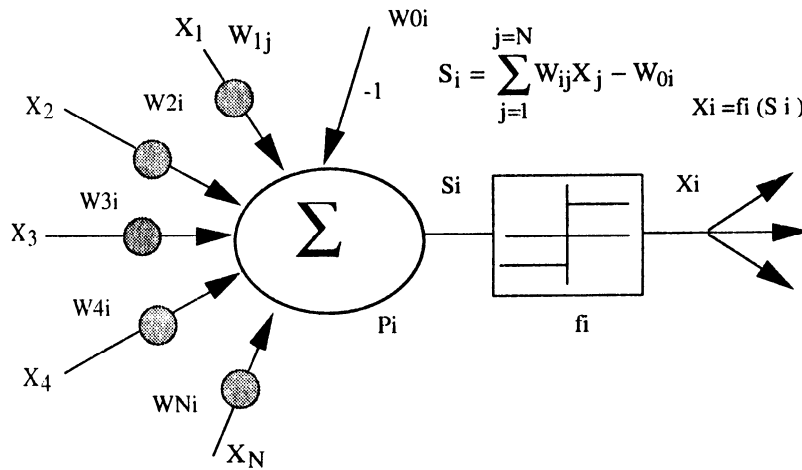 X1 W1j W0i
j=N
Si = ∑ WijXj – W0i
j=1
Xi =fi (S i)
-1
X2 W2i
W3i
Si Xi
∑
X3
W4i
Pi fi
X4
WNi
XN